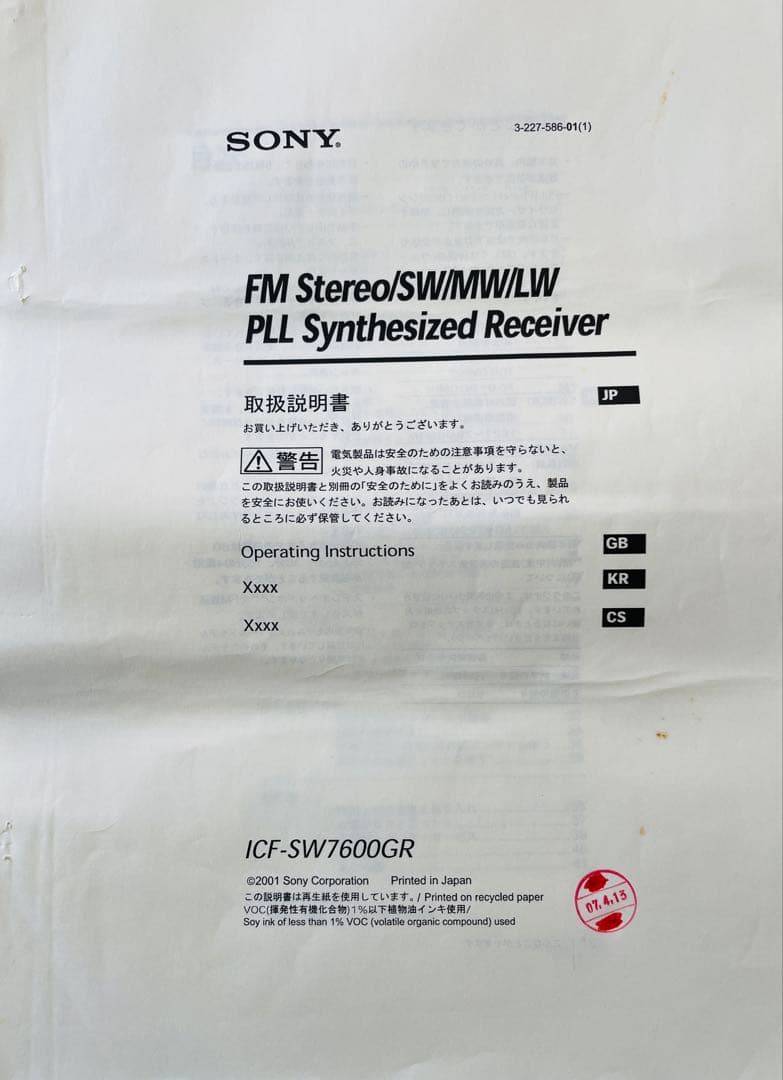 SONY®
3-227-586-01(1)
FM Stereo/SW/MW/LW
PLL Synthesized Receiver
取扱説明書
JP
お買い上げいただき、ありがとうございます。
警告
電気製品は安全のための注意事項を守らないと、
火災や人身事故になることがあります。
この取扱説明書と別冊の「安全のために」をよくお読みのうえ、製品
を安全にお使いください。お読みになったあとは、いつでも見られ
るところに必ず保管してください。
Operating Instructions
GB
Xxxx
KR
Xxxx
CS
ICF-SW7600GR
©2001 Sony Corporation Printed in Japan
この説明書は再生紙を使用しています。/ Printed on recycled paper
VOC(揮発性有機化合物)1%以下植物油インキ使用/
Soy ink of less than 1% VOC (volatile organic compound) used
07.4.13